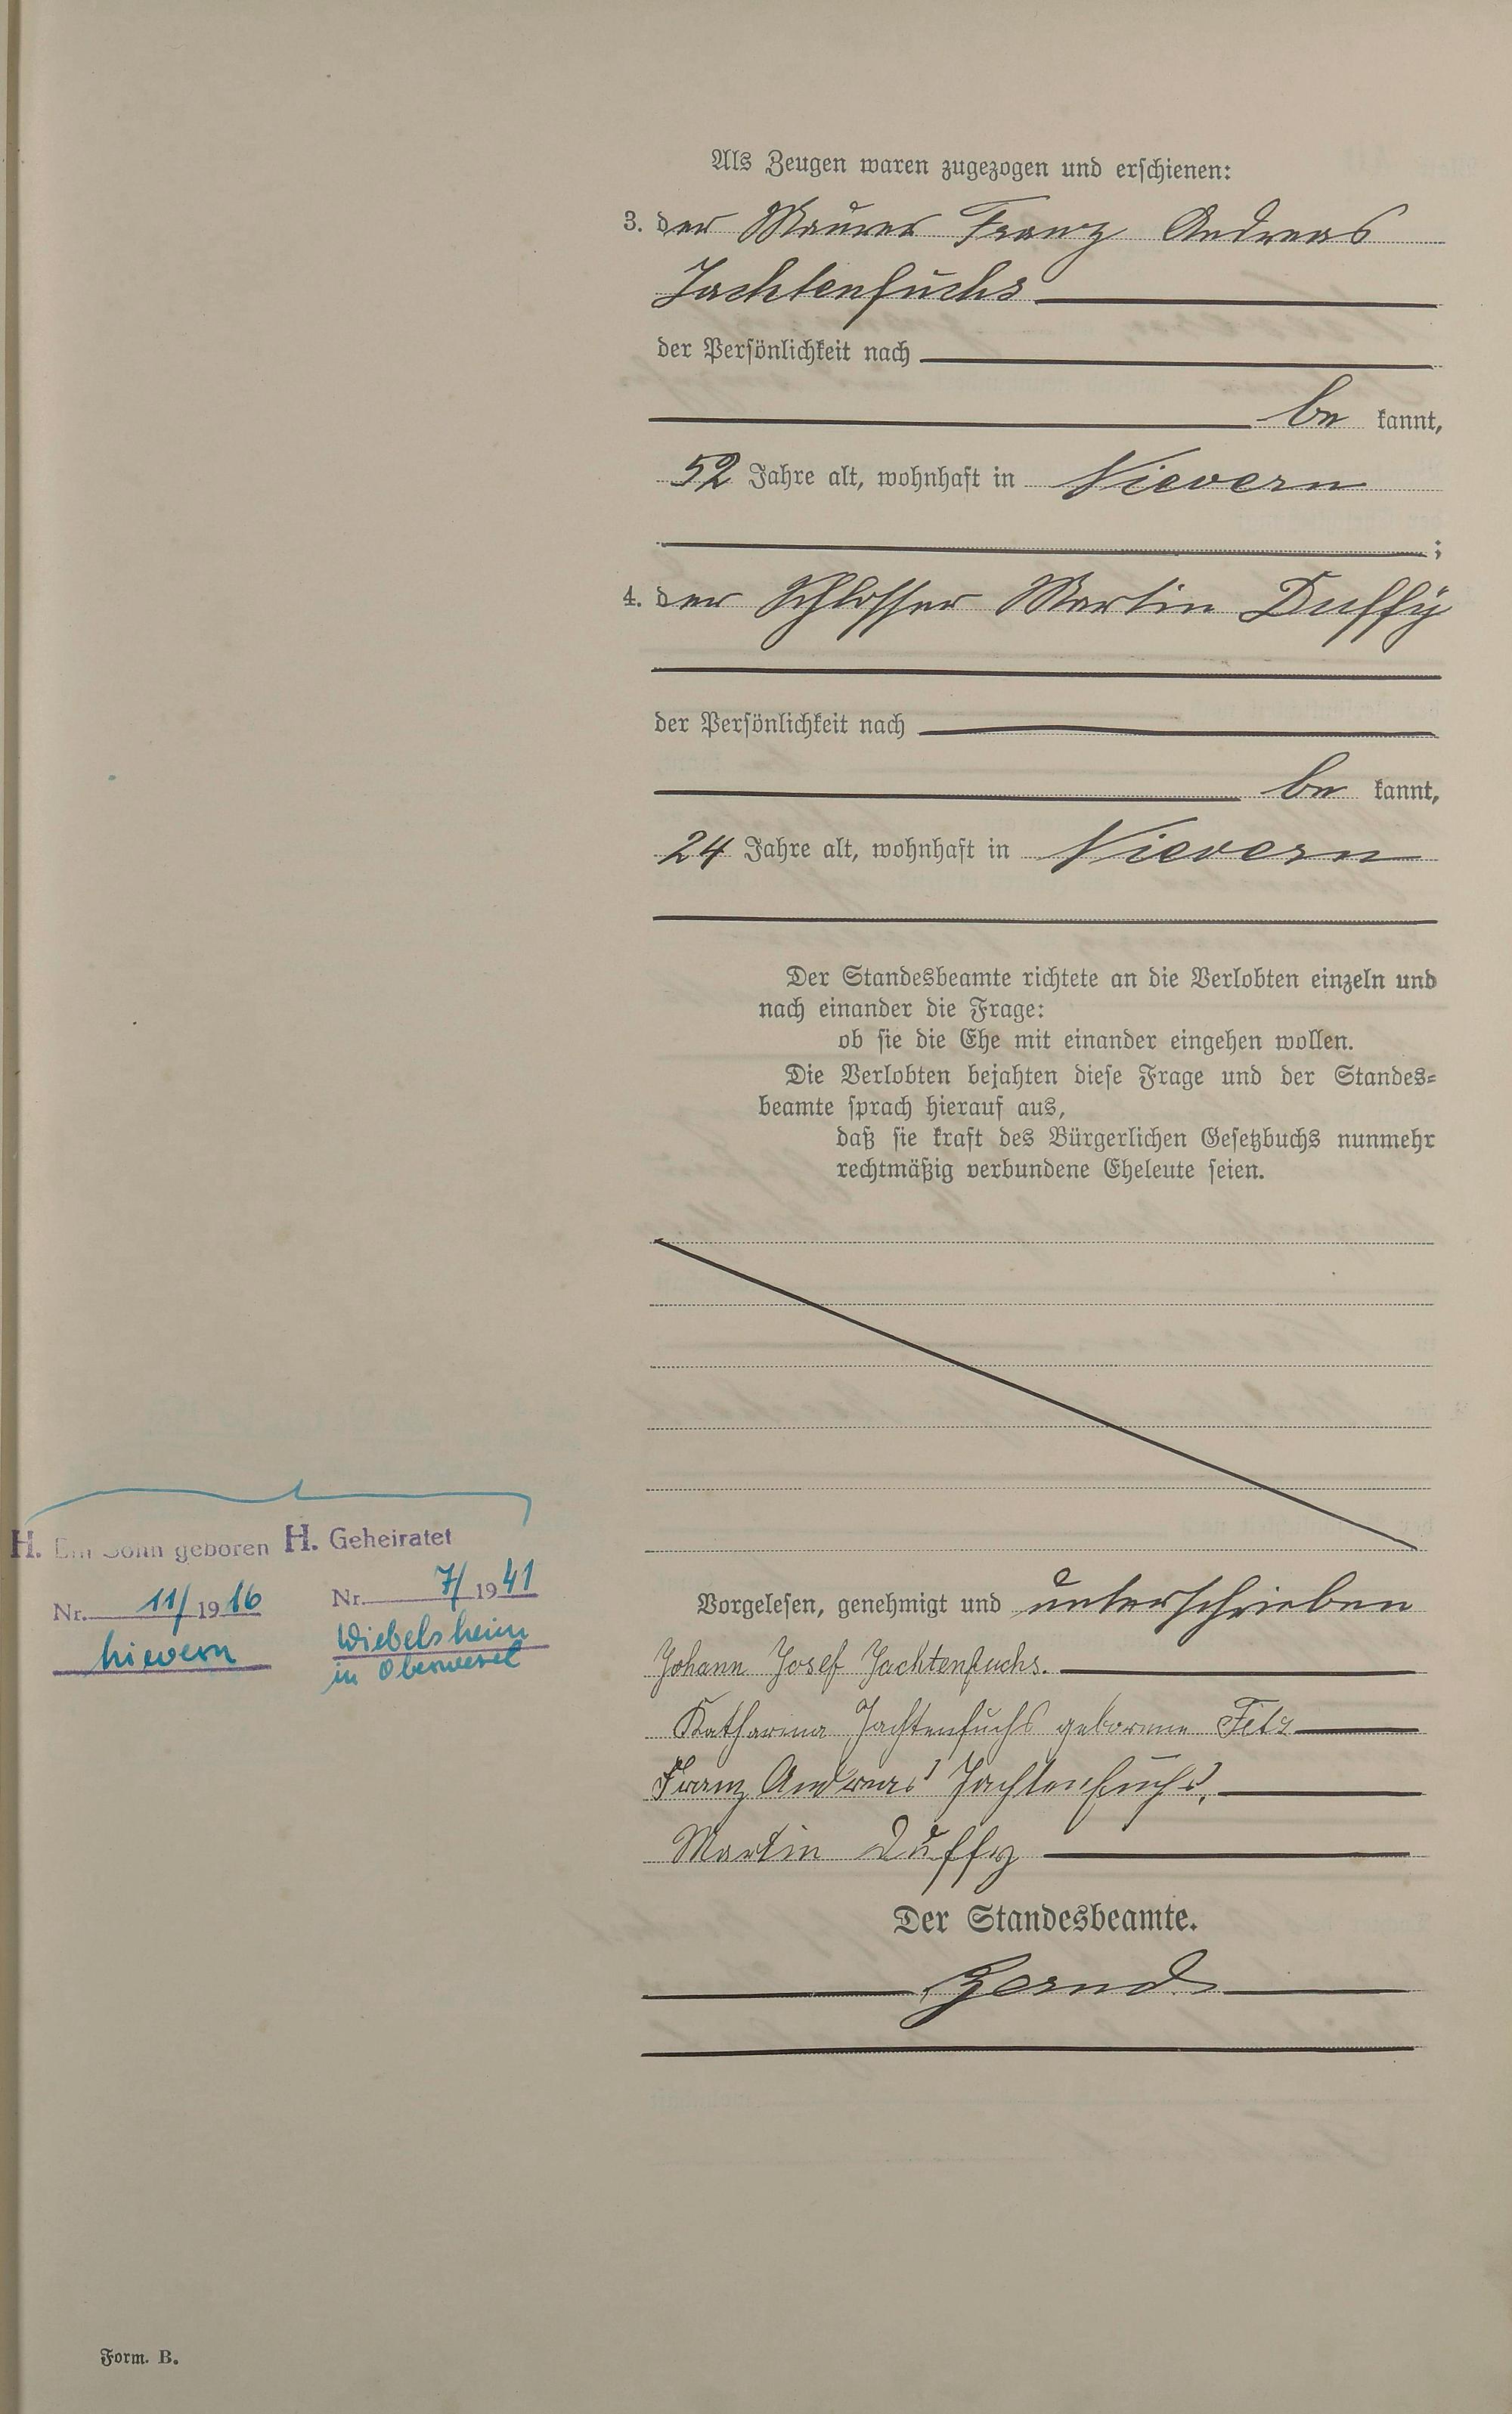 Als Zeugen waren zugezogen und erschienen:
3. der Maurer Franz Andreas
Jachtenfuchs
der Persönlichkeit nach
be kannt,
52 Jahre alt, wohnhaft in Nievern
;
4. der Schlosser Martin Duffy
der Persönlichkeit nach
be kannt,
24 Jahre alt, wohnhaft in Nievern
Der Standesbeamte richtete an die Verlobten einzeln und
nach einander die Frage:
ob sie die Ehe mit einander eingehen wollen.
Die Verlobten bejahten diese Frage und der Standes-
beamte sprach hierauf aus,
daß sie kraft des Bürgerlichen Gesetzbuchs nunmehr
rechtmäßig verbundene Eheleute seien.
Vorgelesen, genehmigt und unterschrieben
Johann Josef Jachtenfuchs.
Katharina Jachtenfuchs geborene
Franz Andreas Jachtenfuchs.
Martin Duffy
Der Standesbeamte.
H. Ein Sohn geboren
Nr. 11/1916
Nievern
H. Geheiratet
Nr. 7/1941
Wiebelsheim
in Oberwesel
Form. B.